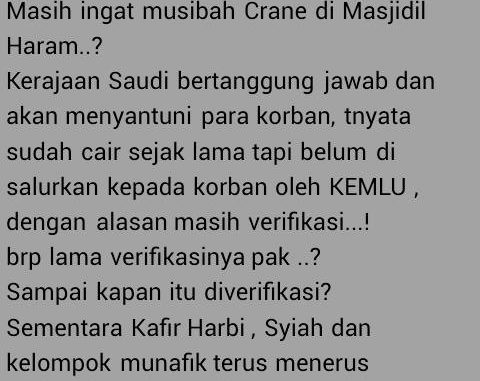 Masih ingat musibah Crane di Masjidil
Haram..?
Kerajaan Saudi bertanggung jawab dan
akan menyantuni para korban, tnyata
sudah cair sejak lama tapi belum di
salurkan kepada korban oleh KEMLU ,
dengan alasan masih verifikasi...!
brp lama verifikasinya pak ..?
Sampai kapan itu diverifikasi?
Sementara Kafir Harbi , Syiah dan
kelompok munafik terus menerus